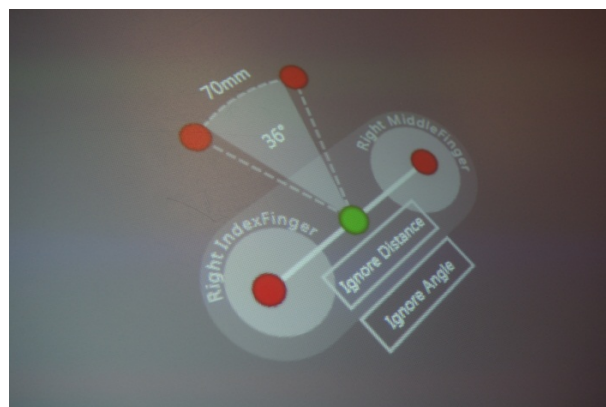 70mm
36°
Right MiddleFinger
Right IndexFinger
Ignore Distance
Ignore Angle